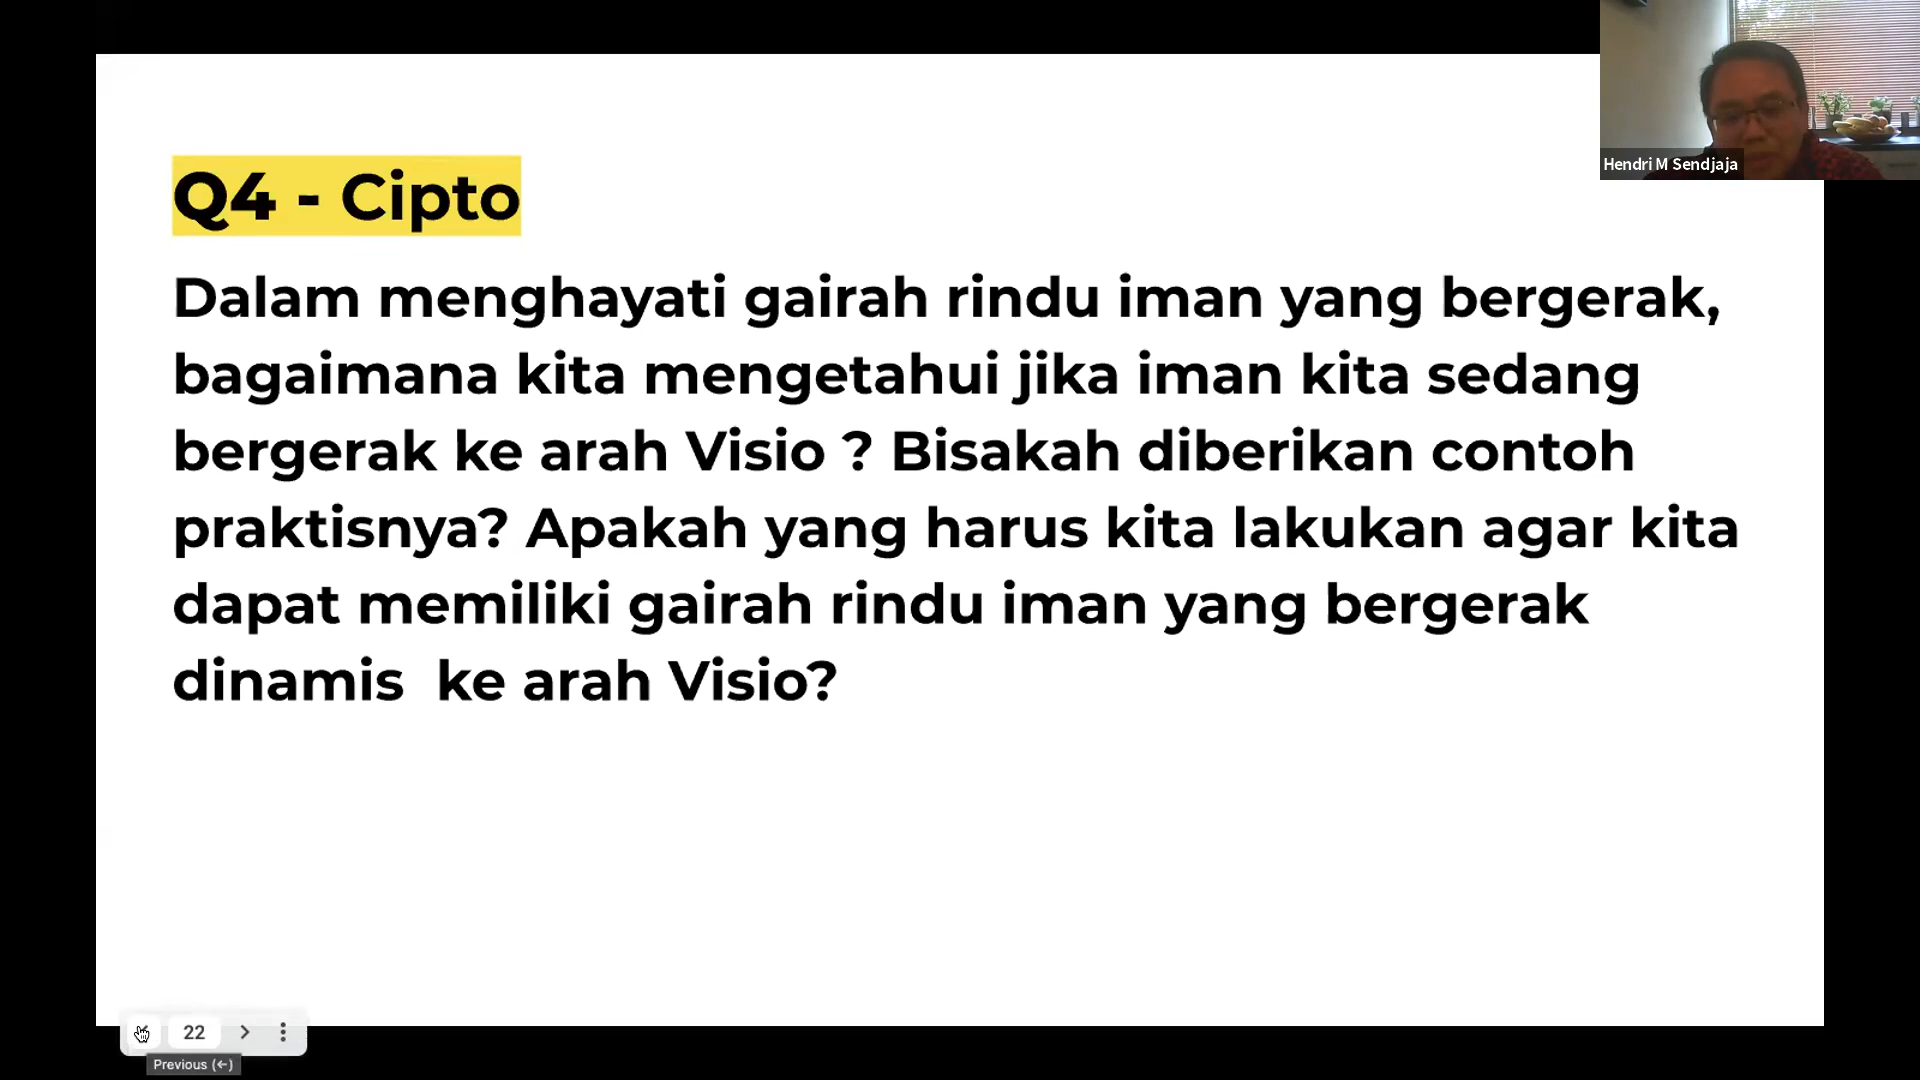 Hendri M Sendjaja
Q4 - Cipto
Dalam menghayati gairah rindu iman yang bergerak,
bagaimana kita mengetahui jika iman kita sedang
bergerak ke arah Visio ? Bisakah diberikan contoh
praktisnya? Apakah yang harus kita lakukan agar kita
dapat memiliki gairah rindu iman yang bergerak
dinamis  ke arah Visio?
22
Previous (←)